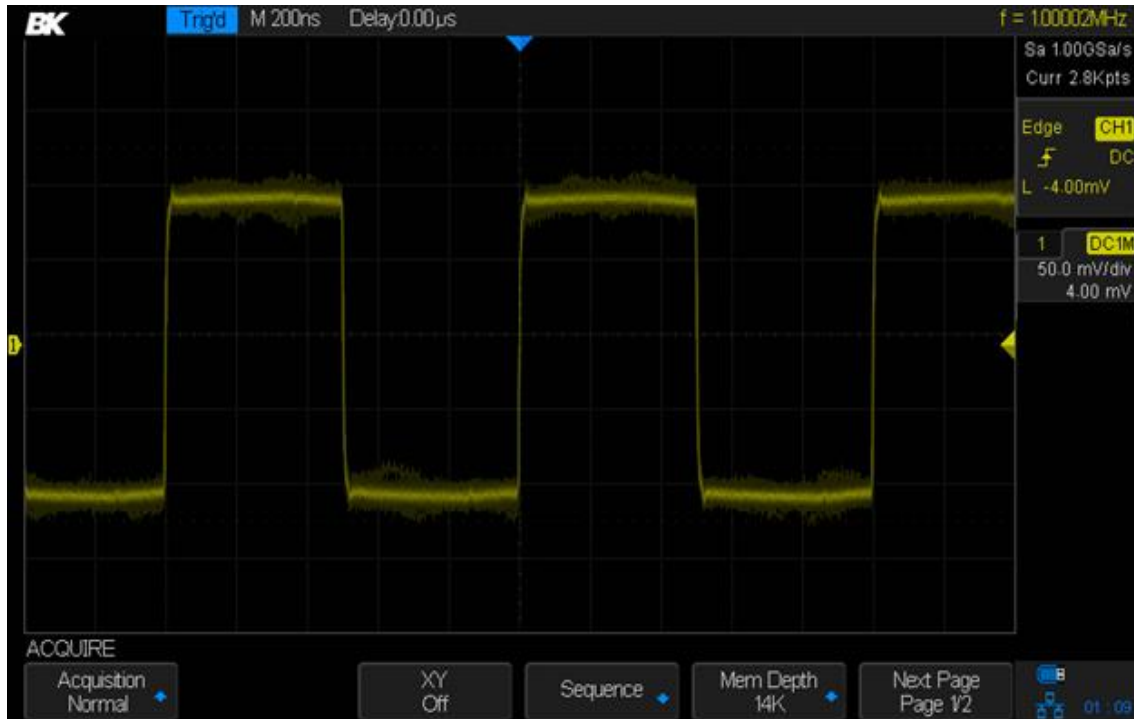 BK Trig'd M 200ns Delay:0.00µs f = 1.00002MHz
Sa 1.00GSa/s
Curr 2.8Kpts
Edge CH1
DC
L -4.00mV
1 DC1M
50.0 mV/div
4.00 mV
1
ACQUIRE
Acquisition
Normal
XY
Off
Sequence
Mem Depth
14K
Next Page
Page 1/2
01:09